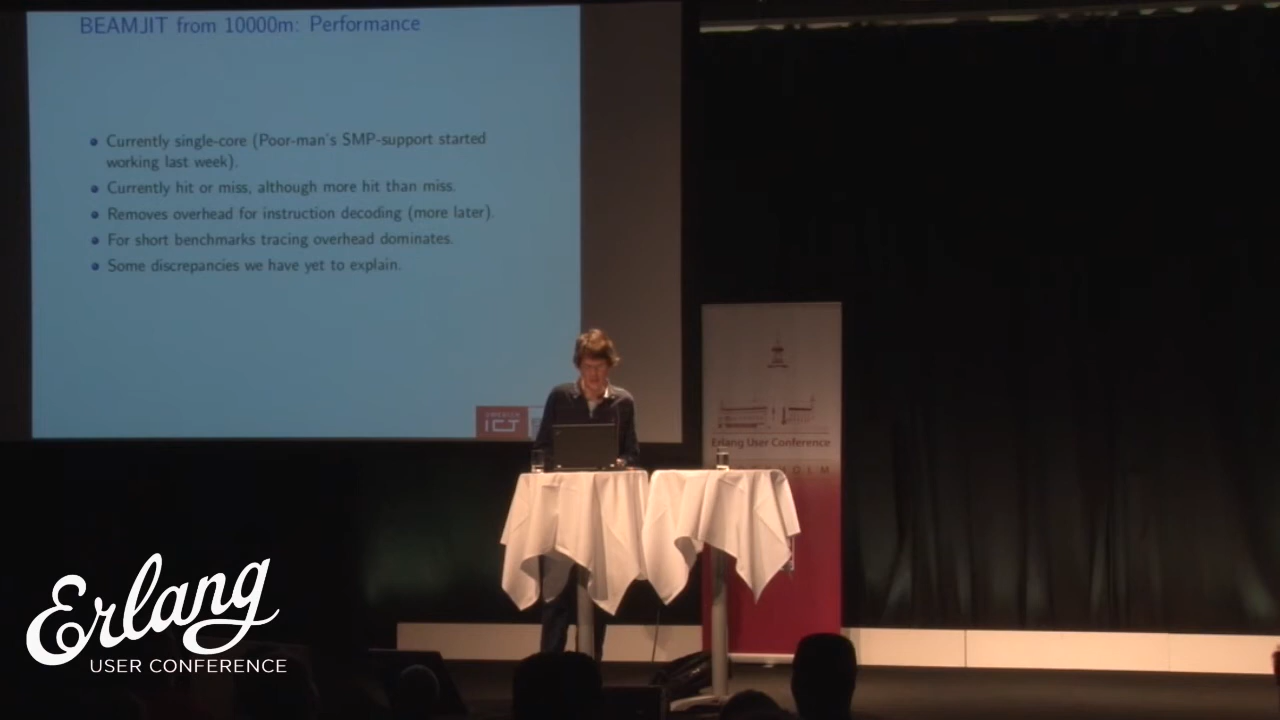 BEAMJIT from 10000m: Performance
Currently single-core (Poor-man's SMP-support started
working last week).
Currently hit or miss, although more hit than miss.
Removes overhead for instruction decoding (more later).
For short benchmarks tracing overhead dominates.
Some discrepancies we have yet to explain.
SWEDISH
ICT
Erlang User Conference
OLM
Erlang
USER CONFERENCE